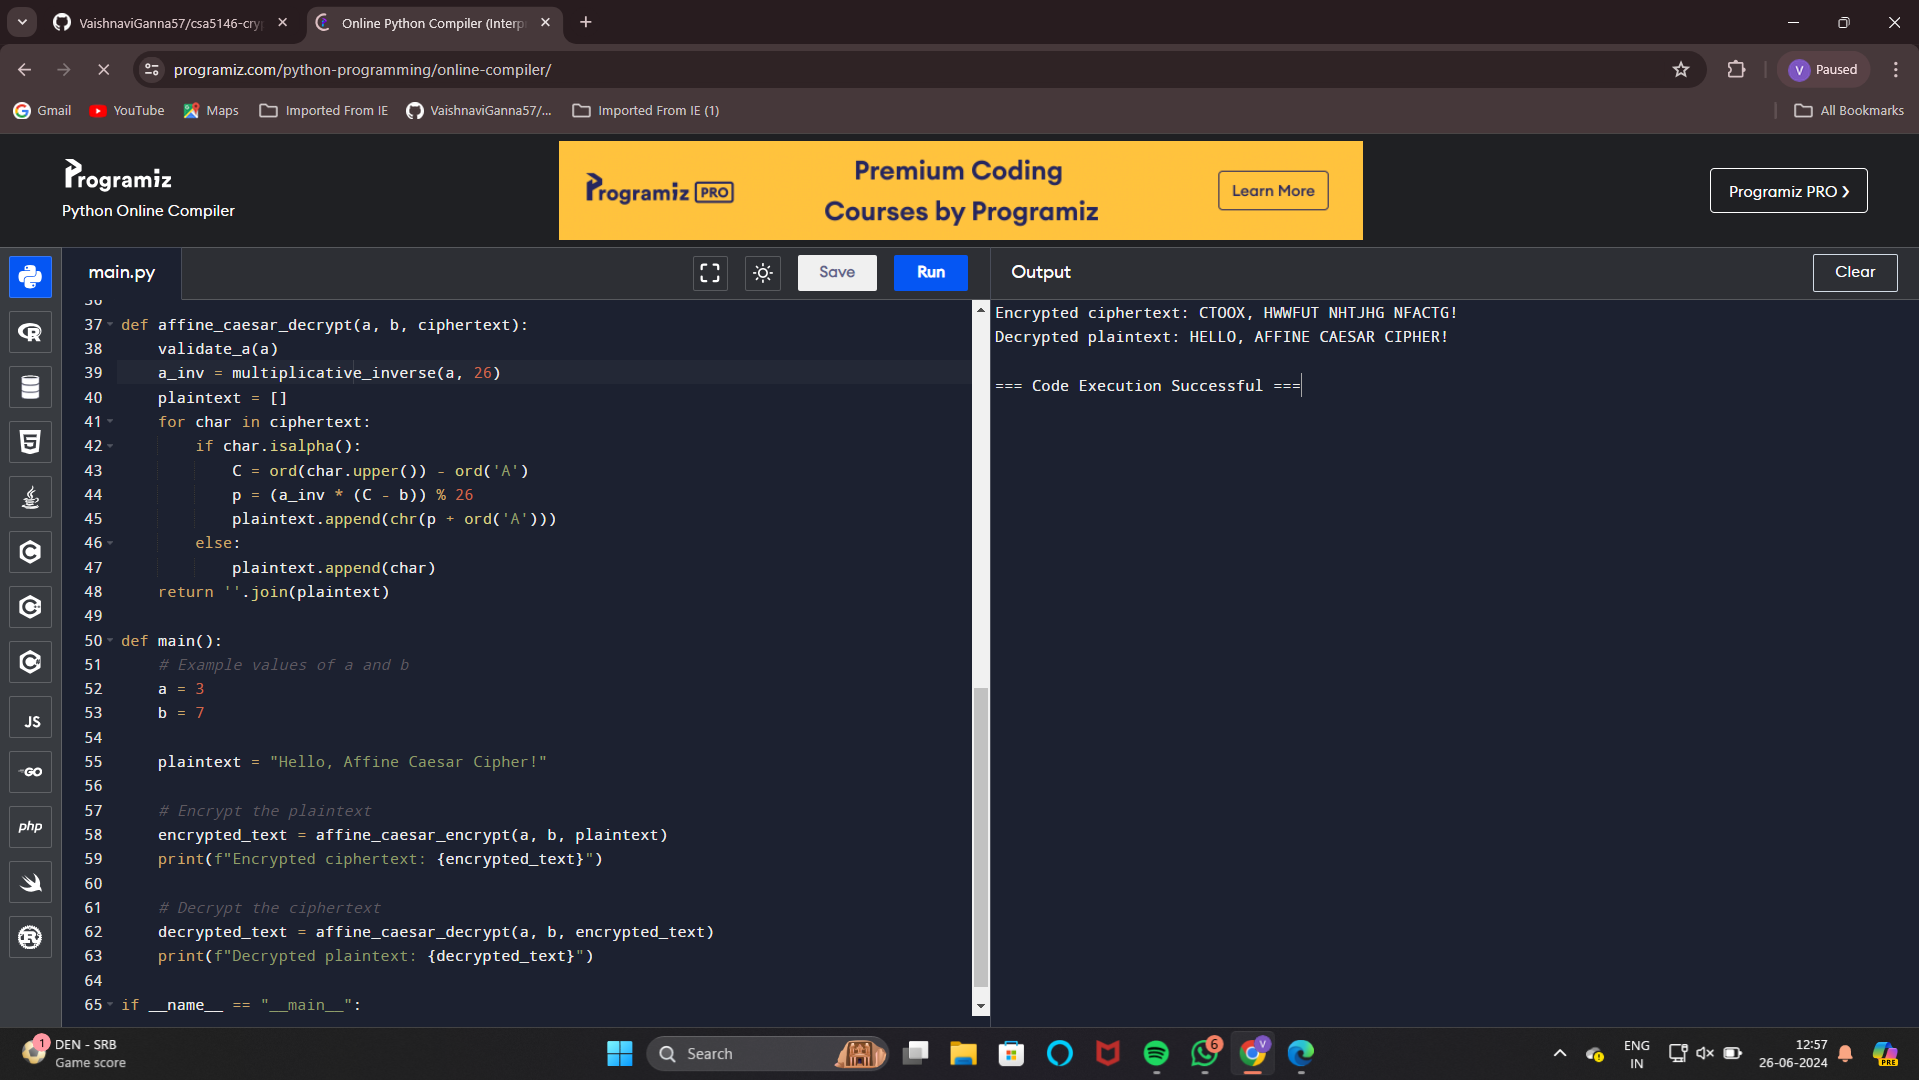 VaishnaviGanna57/csa5146-cry
Online Python Compiler (Interp
programiz.com/python-programming/online-compiler/
V Paused
Gmail YouTube Maps Imported From IE VaishnaviGanna57/... Imported From IE (1) All Bookmarks
Programiz
Python Online Compiler
Programiz PRO
Premium Coding
Courses by Programiz
Learn More
Programiz PRO ❯
main.py
Save
Run
Output
Clear
36
37 def affine_caesar_decrypt(a, b, ciphertext):
38 validate_a(a)
39 a_inv = multiplicative_inverse(a, 26)
40 plaintext = []
41 for char in ciphertext:
42 if char.isalpha():
43 C = ord(char.upper()) - ord('A')
44 p = (a_inv * (C - b)) % 26
45 plaintext.append(chr(p + ord('A')))
46 else:
47 plaintext.append(char)
48 return ''.join(plaintext)
49
50 def main():
51 # Example values of a and b
52 a = 3
53 b = 7
54
55 plaintext = "Hello, Affine Caesar Cipher!"
56
57 # Encrypt the plaintext
58 encrypted_text = affine_caesar_encrypt(a, b, plaintext)
59 print(f"Encrypted ciphertext: {encrypted_text}")
60
61 # Decrypt the ciphertext
62 decrypted_text = affine_caesar_decrypt(a, b, encrypted_text)
63 print(f"Decrypted plaintext: {decrypted_text}")
64
65 if __name__ == "__main__":
Encrypted ciphertext: CTOOX, HWWFUT NHTJHG NFACTG!
Decrypted plaintext: HELLO, AFFINE CAESAR CIPHER!
=== Code Execution Successful ===
JS
GO
php
1
DEN - SRB
Game score
Search
6
V
ENG
IN
12:57
26-06-2024
PRE